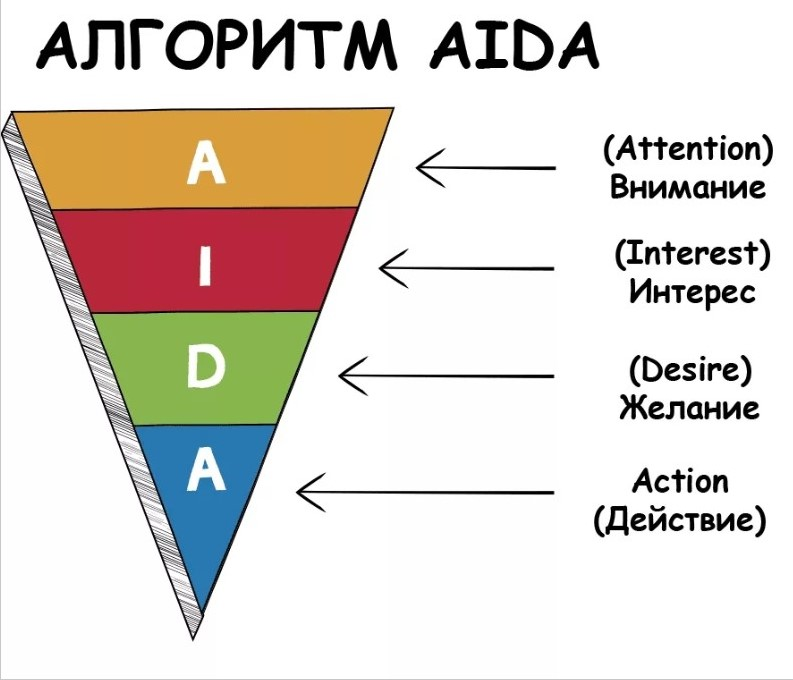 АЛГОРИТМ AIDA
A
(Attention)
Внимание
I
(Interest)
Интерес
D
(Desire)
Желание
A
Action
(Действие)